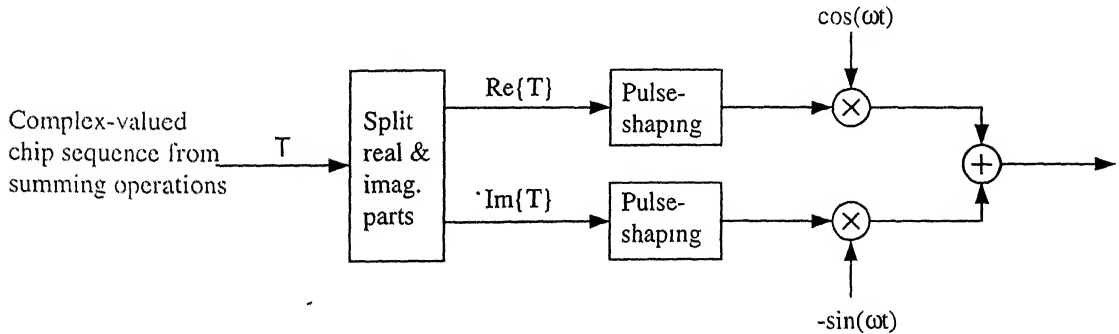 cos(ωt)
Complex-valued
chip sequence from
summing operations
T
Split
real &
imag.
parts
Re{T}
Pulse-
shaping
Im{T}
Pulse-
shaping
-sin(ωt)